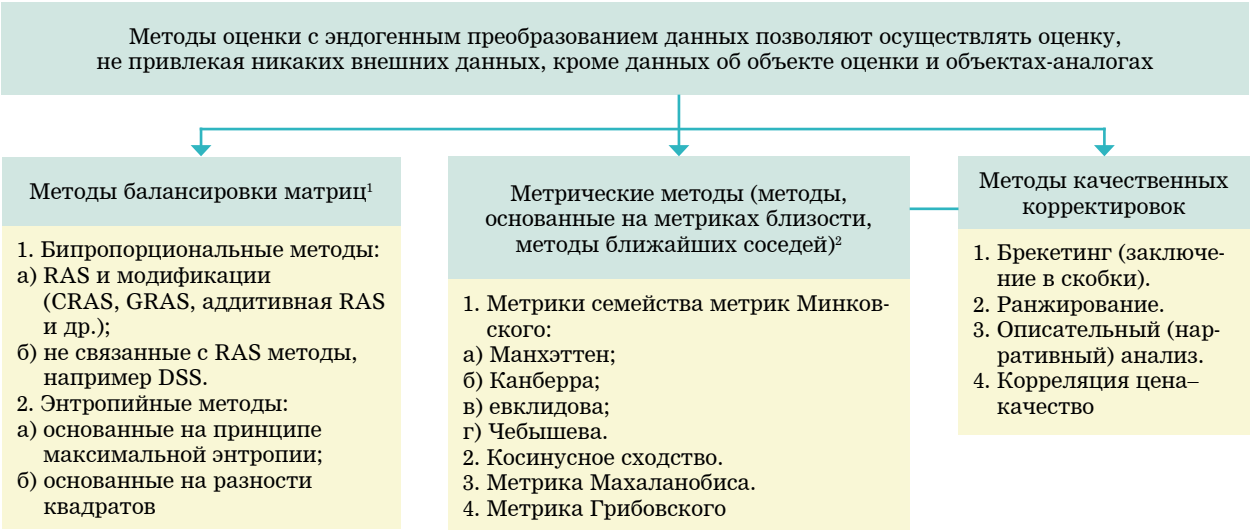 Методы оценки с эндогенным преобразованием данных позволяют осуществлять оценку,
не привлекая никаких внешних данных, кроме данных об объекте оценки и объектах-аналогах
Методы балансировки матриц¹
1. Бипропорциональные методы:
а) RAS и модификации
(CRAS, GRAS, аддитивная RAS
и др.);
б) не связанные с RAS методы,
например DSS.
2. Энтропийные методы:
а) основанные на принципе
максимальной энтропии;
б) основанные на разности
квадратов
Метрические методы (методы,
основанные на метриках близости,
методы ближайших соседей)²
1. Метрики семейства метрик Минков-
ского:
а) Манхэттен;
б) Канберра;
в) евклидова;
г) Чебышева.
2. Косинусное сходство.
3. Метрика Махаланобиса.
4. Метрика Грибовского
Методы качественных
корректировок
1. Брекетинг (заключе-
ние в скобки).
2. Ранжирование.
3. Описательный (нар-
ративный) анализ.
4. Корреляция цена–
качество